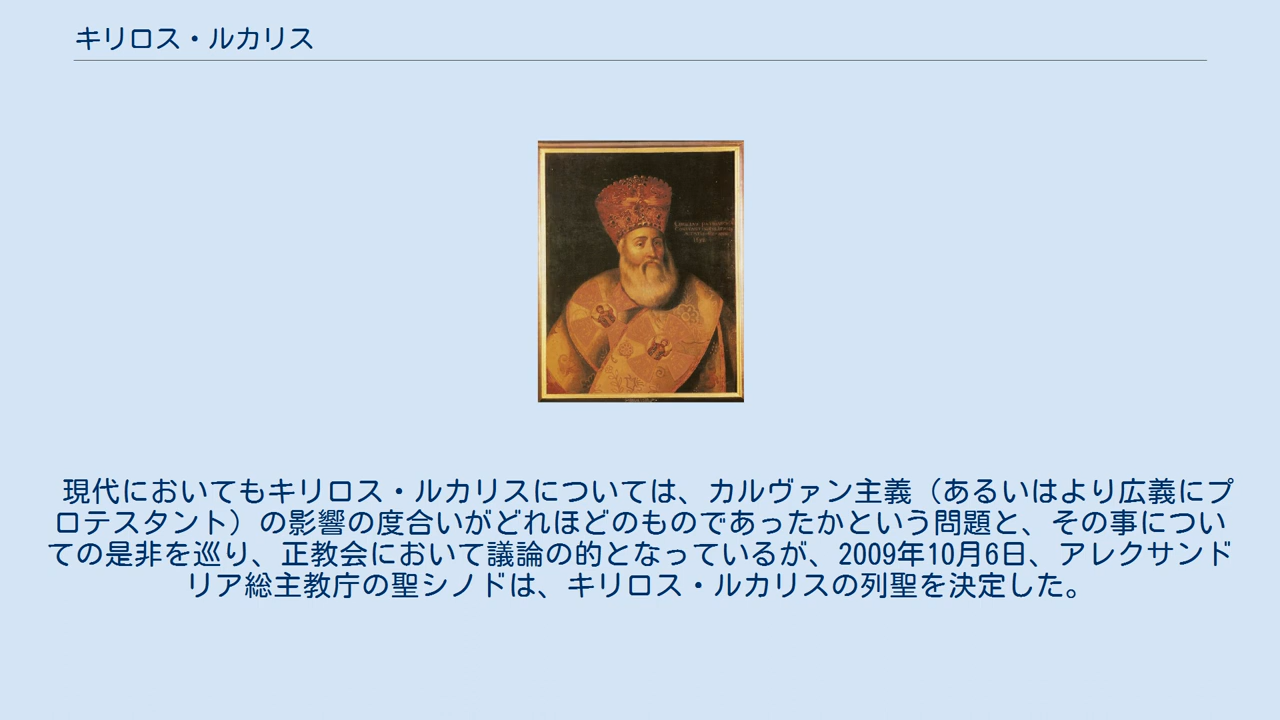 キリロス・ルカリス
現代においてもキリロス・ルカリスについては、カルヴァン主義（あるいはより広義にプ
ロテスタント）の影響の度合いがどれほどのものであったかという問題と、その事につい
ての是非を巡り、正教会において議論の的となっているが、2009年10月6日、アレクサンド
リア総主教庁の聖シノドは、キリロス・ルカリスの列聖を決定した。